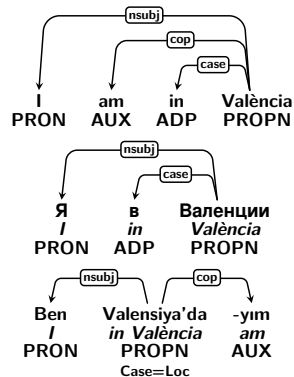 nsubj
cop
case
I am in València
PRON AUX ADP PROPN
nsubj
case
Я в Валенции
I in València
PRON ADP PROPN
nsubj cop
Ben Valensiya'da -yım
I in València am
PRON PROPN AUX
Case=Loc